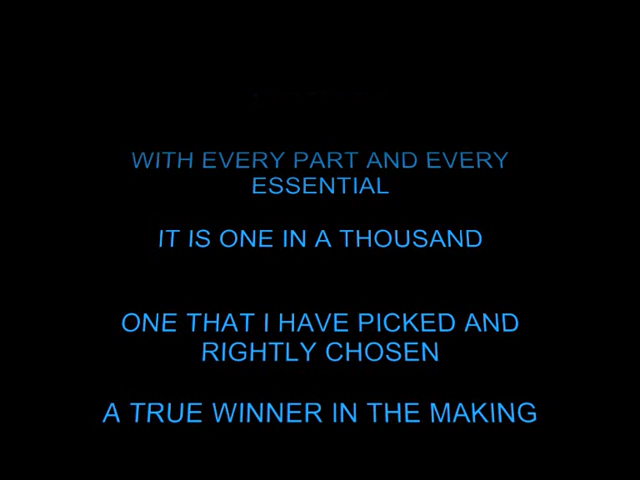 WITH EVERY PART AND EVERY
ESSENTIAL
IT IS ONE IN A THOUSAND
ONE THAT I HAVE PICKED AND
RIGHTLY CHOSEN
A TRUE WINNER IN THE MAKING